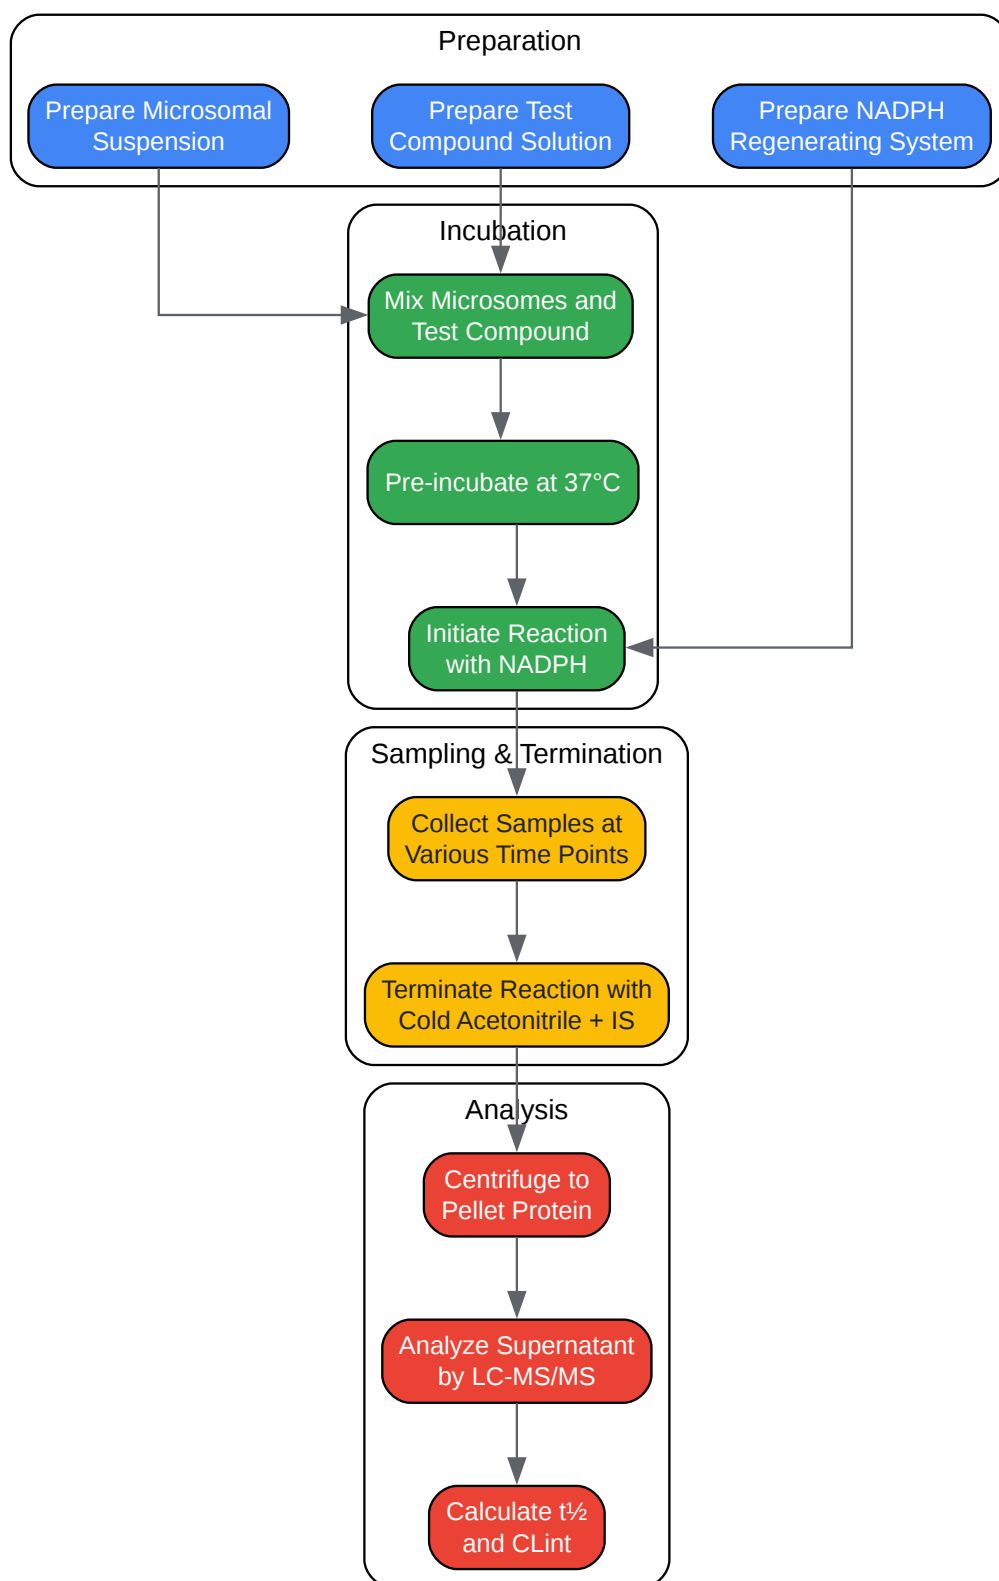 Preparation
Prepare Microsomal
Suspension
Prepare Test
Compound Solution
Prepare NADPH
Regenerating System
Incubation
Mix Microsomes and
Test Compound
Pre-incubate at 37°C
Initiate Reaction
with NADPH
Sampling & Termination
Collect Samples at
Various Time Points
Terminate Reaction with
Cold Acetonitrile + IS
Analysis
Centrifuge to
Pellet Protein
Analyze Supernatant
by LC-MS/MS
Calculate t½
and CLint